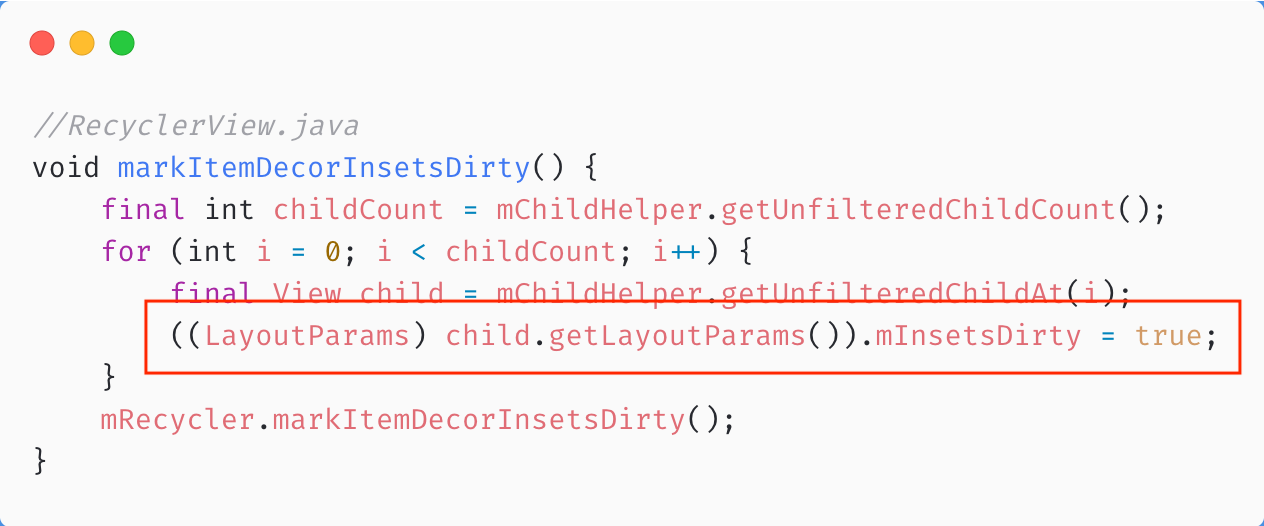 //RecyclerView.java
void markItemDecorInsetsDirty() {
    final int childCount = mChildHelper.getUnfilteredChildCount();
    for (int i = 0; i < childCount; i++) {
        final View child = mChildHelper.getUnfilteredChildAt(i);
        ((LayoutParams) child.getLayoutParams()).mInsetsDirty = true;
    }
    mRecycler.markItemDecorInsetsDirty();
}